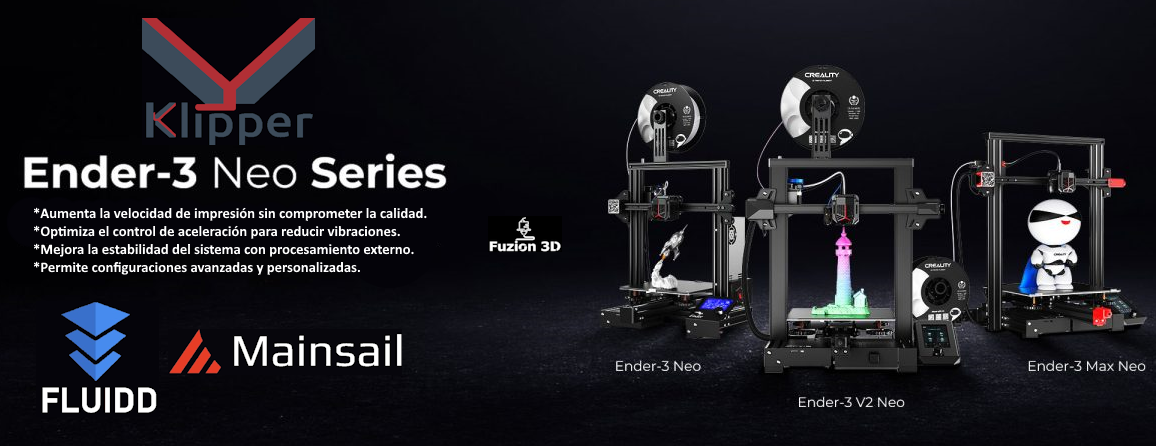 Klipper
Ender-3 Neo Series
*Aumenta la velocidad de impresión sin comprometer la calidad.
*Optimiza el control de aceleración para reducir vibraciones.
*Mejora la estabilidad del sistema con procesamiento externo.
*Permite configuraciones avanzadas y personalizadas.
FLUIDD
Mainsail
Fuzion 3D
CREALITY
CREALITY
CREALITY
CREALITY
Ender-3 Neo
Ender-3 V2 Neo
Ender-3 Max Neo